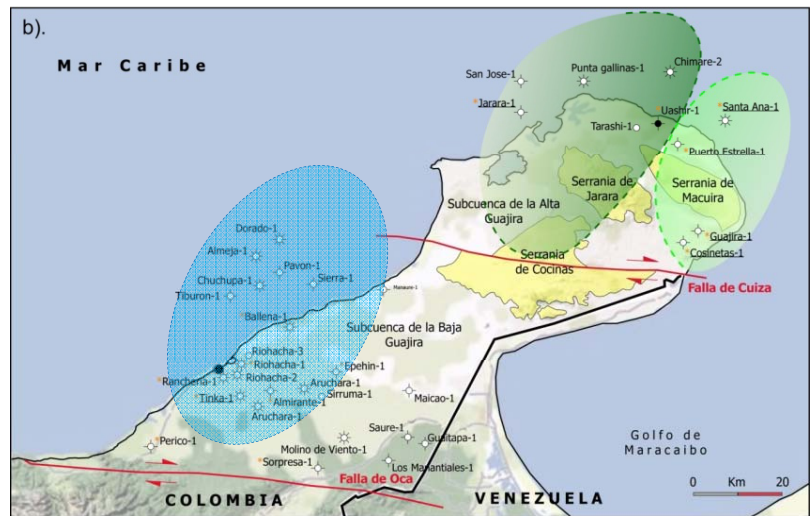 b).
Mar Caribe
San Jose-1
Punta gallinas-1
Chimare-2
Jarara-1
Uashir-1
Santa Ana-1
Tarashi-1
Puerto Estrella-1
Serrania de
Jarara
Serrania de
Macuira
Subcuenca de la Alta
Guajira
Dorado-1
Guajira-1
Almeja-1
Serrania
de Cocinas
Cosinetas-1
Pavon-1
Chuchupa-1
Sierra-1
Falla de Cuiza
Tiburon-1
Manaure-1
Ballena-1
Subcuenca de la Baja
Guajira
Riohacha-3
Riohacha-1
Epehin-1
Rancheria-1
Riohacha-2
Aruchara-1
Tinka-1
Almirante-1
Sirruma-1
Maicao-1
Aruchara-1
Saure-1
Perico-1
Guaitapa-1
Molino de Viento-1
Golfo de
Maracaibo
Sorpresa-1
Los Manantiales-1
Falla de Oca
COLOMBIA
VENEZUELA
0 Km 20